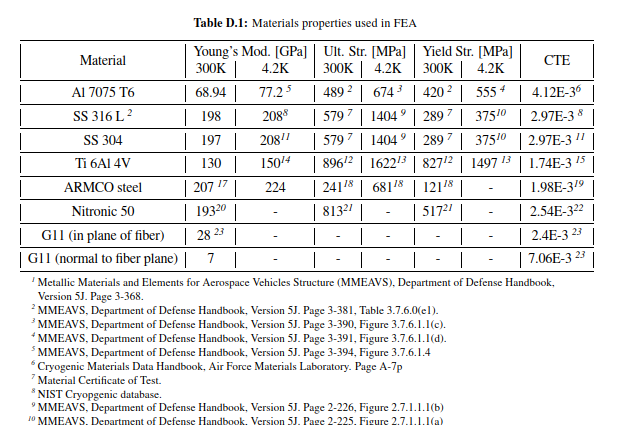 Table D.1: Materials properties used in FEA
Material Young's Mod. [GPa] Ult. Str. [MPa] Yield Str. [MPa] CTE
300K 4.2K 300K 4.2K 300K 4.2K
Al 7075 T6 68.94 77.2 5 489 2 674 3 420 2 555 4 4.12E-3 6
SS 316 L 2 198 208 8 579 7 1404 9 289 7 375 10 2.97E-3 8
SS 304 197 208 11 579 7 1404 9 289 7 375 10 2.97E-3 11
Ti 6Al 4V 130 150 14 896 12 1622 13 827 12 1497 13 1.74E-3 15
ARMCO steel 207 17 224 241 18 681 18 121 18 - 1.98E-3 19
Nitronic 50 193 20 - 813 21 - 517 21 - 2.54E-3 22
G11 (in plane of fiber) 28 23 - - - - - 2.4E-3 23
G11 (normal to fiber plane) 7 - - - - - 7.06E-3 23
1 Metallic Materials and Elements for Aerospace Vehicles Structure (MMEAVS), Department of Defense Handbook,
Version 5J. Page 3-368.
2 MMEAVS, Department of Defense Handbook, Version 5J. Page 3-381, Table 3.7.6.0(e1).
3 MMEAVS, Department of Defense Handbook, Version 5J. Page 3-390, Figure 3.7.6.1.1(c).
4 MMEAVS, Department of Defense Handbook, Version 5J. Page 3-391, Figure 3.7.6.1.1(d).
5 MMEAVS, Department of Defense Handbook, Version 5J. Page 3-394, Figure 3.7.6.1.4
6 Cryogenic Materials Data Handbook, Air Force Materials Laboratory. Page A-7p
7 Material Certificate of Test.
8 NIST Cryopgenic database.
9 MMEAVS, Department of Defense Handbook, Version 5J. Page 2-226, Figure 2.7.1.1.1(b)
10 MMEAVS, Department of Defense Handbook, Version 5J. Page 2-225, Figure 2.7.1.1.1(a)